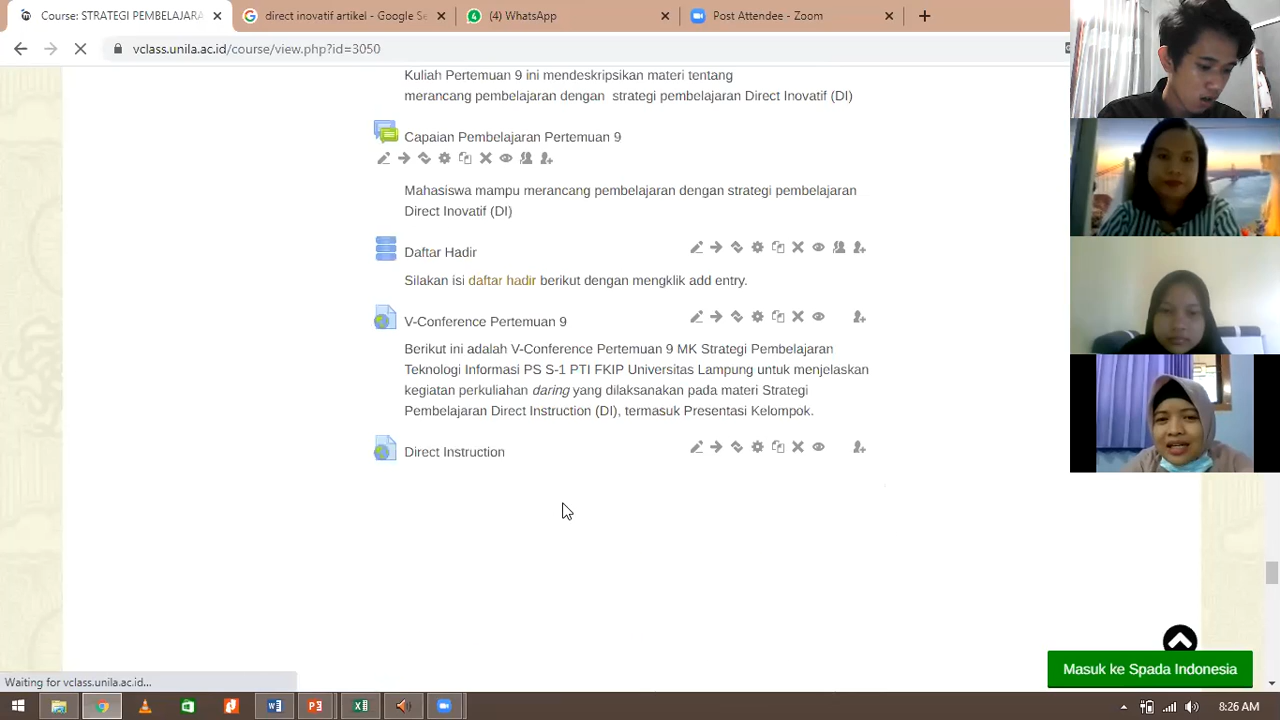 Course: STRATEGI PEMBELAJARA
direct inovatif artikel - Google Se
(4) WhatsApp
Post Attendee - Zoom
vclass.unila.ac.id/course/view.php?id=3050
Kuliah Pertemuan 9 ini mendeskripsikan materi tentang
merancang pembelajaran dengan strategi pembelajaran Direct Inovatif (DI)
Capaian Pembelajaran Pertemuan 9
Mahasiswa mampu merancang pembelajaran dengan strategi pembelajaran
Direct Inovatif (DI)
Daftar Hadir
Silakan isi daftar hadir berikut dengan mengklik add entry.
V-Conference Pertemuan 9
Berikut ini adalah V-Conference Pertemuan 9 MK Strategi Pembelajaran
Teknologi Informasi PS S-1 PTI FKIP Universitas Lampung untuk menjelaskan
kegiatan perkuliahan daring yang dilaksanakan pada materi Strategi
Pembelajaran Direct Instruction (DI), termasuk Presentasi Kelompok.
Direct Instruction
Masuk ke Spada Indonesia
Waiting for vclass.unila.ac.id...
8:26 AM